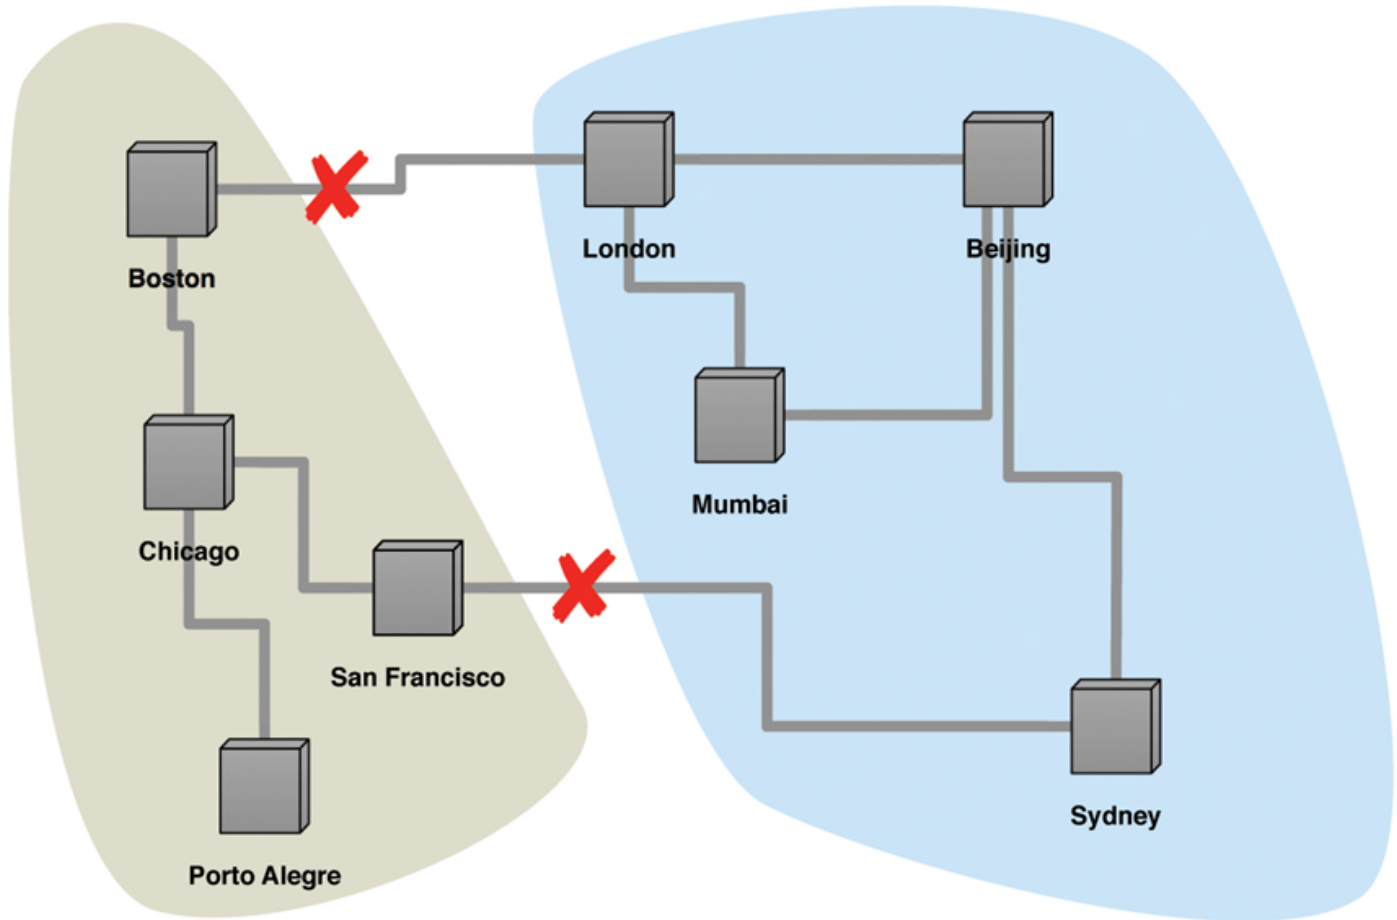 Boston
London
Beijing
Chicago
Mumbai
San Francisco
Sydney
Porto Alegre